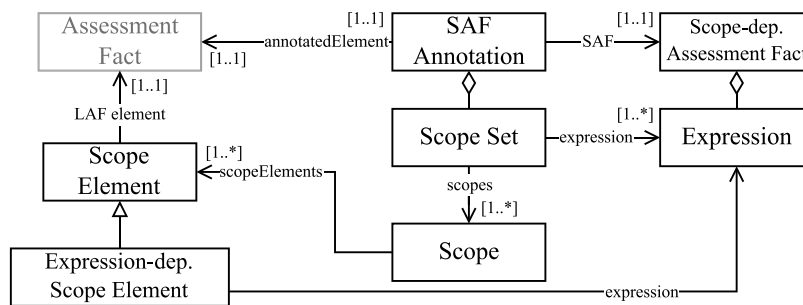 Assessment
Fact
[1..1]
annotatedElement
[1..1]
SAF
Annotation
SAF
[1..1]
Scope-dep.
Assessment Fact
[1..1]
LAF element
Scope Set
expression
[1..*]
Expression
Scope
Element
[1..*]
scopeElements
scopes
[1..*]
Scope
Expression-dep.
Scope Element
expression